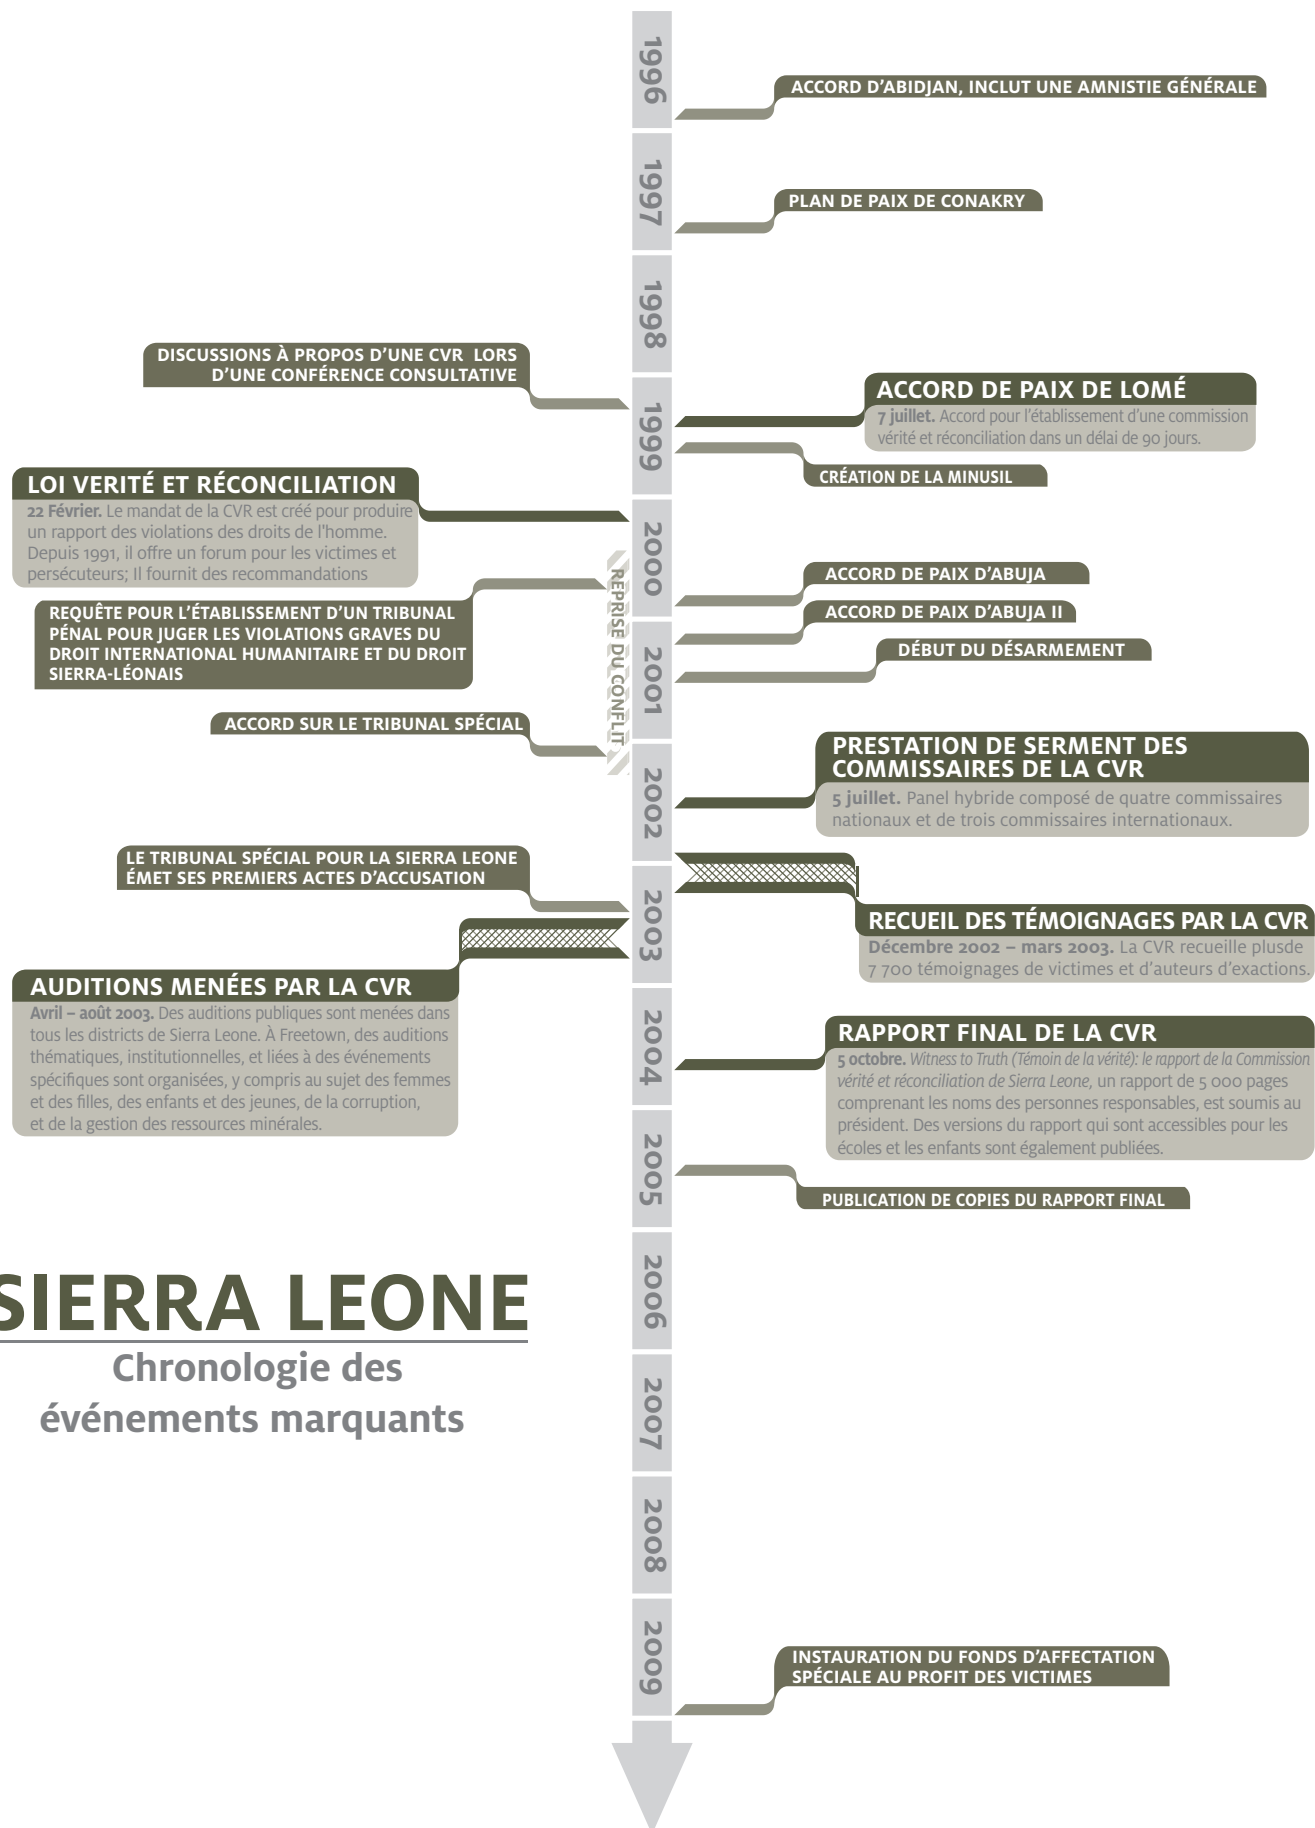 1996
ACCORD D'ABIDJAN, INCLUT UNE AMNISTIE GÉNÉRALE
1997
PLAN DE PAIX DE CONAKRY
1998
DISCUSSIONS À PROPOS D'UNE CVR LORS
D'UNE CONFÉRENCE CONSULTATIVE
1999
ACCORD DE PAIX DE LOMÉ
7 juillet. Accord pour l'établissement d'une commission
vérité et réconciliation dans un délai de 90 jours.
CRÉATION DE LA MINUSIL
LOI VERITÉ ET RÉCONCILIATION
22 Février. Le mandat de la CVR est créé pour produire
un rapport des violations des droits de l'homme.
Depuis 1991, il offre un forum pour les victimes et
persécuteurs; Il fournit des recommandations
2000
REPRISE DU CONFLIT
ACCORD DE PAIX D'ABUJA
REQUÊTE POUR L'ÉTABLISSEMENT D'UN TRIBUNAL
PÉNAL POUR JUGER LES VIOLATIONS GRAVES DU
DROIT INTERNATIONAL HUMANITAIRE ET DU DROIT
SIERRA-LÉONAIS
ACCORD DE PAIX D'ABUJA II
DÉBUT DU DÉSARMEMENT
2001
ACCORD SUR LE TRIBUNAL SPÉCIAL
PRESTATION DE SERMENT DES
COMMISSAIRES DE LA CVR
5 juillet. Panel hybride composé de quatre commissaires
nationaux et de trois commissaires internationaux.
2002
LE TRIBUNAL SPÉCIAL POUR LA SIERRA LEONE
ÉMET SES PREMIERS ACTES D'ACCUSATION
2003
RECUEIL DES TÉMOIGNAGES PAR LA CVR
Décembre 2002 – mars 2003. La CVR recueille plusde
7 700 témoignages de victimes et d'auteurs d'exactions.
AUDITIONS MENÉES PAR LA CVR
Avril – août 2003. Des auditions publiques sont menées dans
tous les districts de Sierra Leone. À Freetown, des auditions
thématiques, institutionnelles, et liées à des événements
spécifiques sont organisées, y compris au sujet des femmes
et des filles, des enfants et des jeunes, de la corruption,
et de la gestion des ressources minérales.
2004
RAPPORT FINAL DE LA CVR
5 octobre. Witness to Truth (Témoin de la vérité): le rapport de la Commission
vérité et réconciliation de Sierra Leone, un rapport de 5 000 pages
comprenant les noms des personnes responsables, est soumis au
président. Des versions du rapport qui sont accessibles pour les
écoles et les enfants sont également publiées.
2005
PUBLICATION DE COPIES DU RAPPORT FINAL
SIERRA LEONE
Chronologie des
événements marquants
2006
2007
2008
2009
INSTAURATION DU FONDS D'AFFECTATION
SPÉCIALE AU PROFIT DES VICTIMES